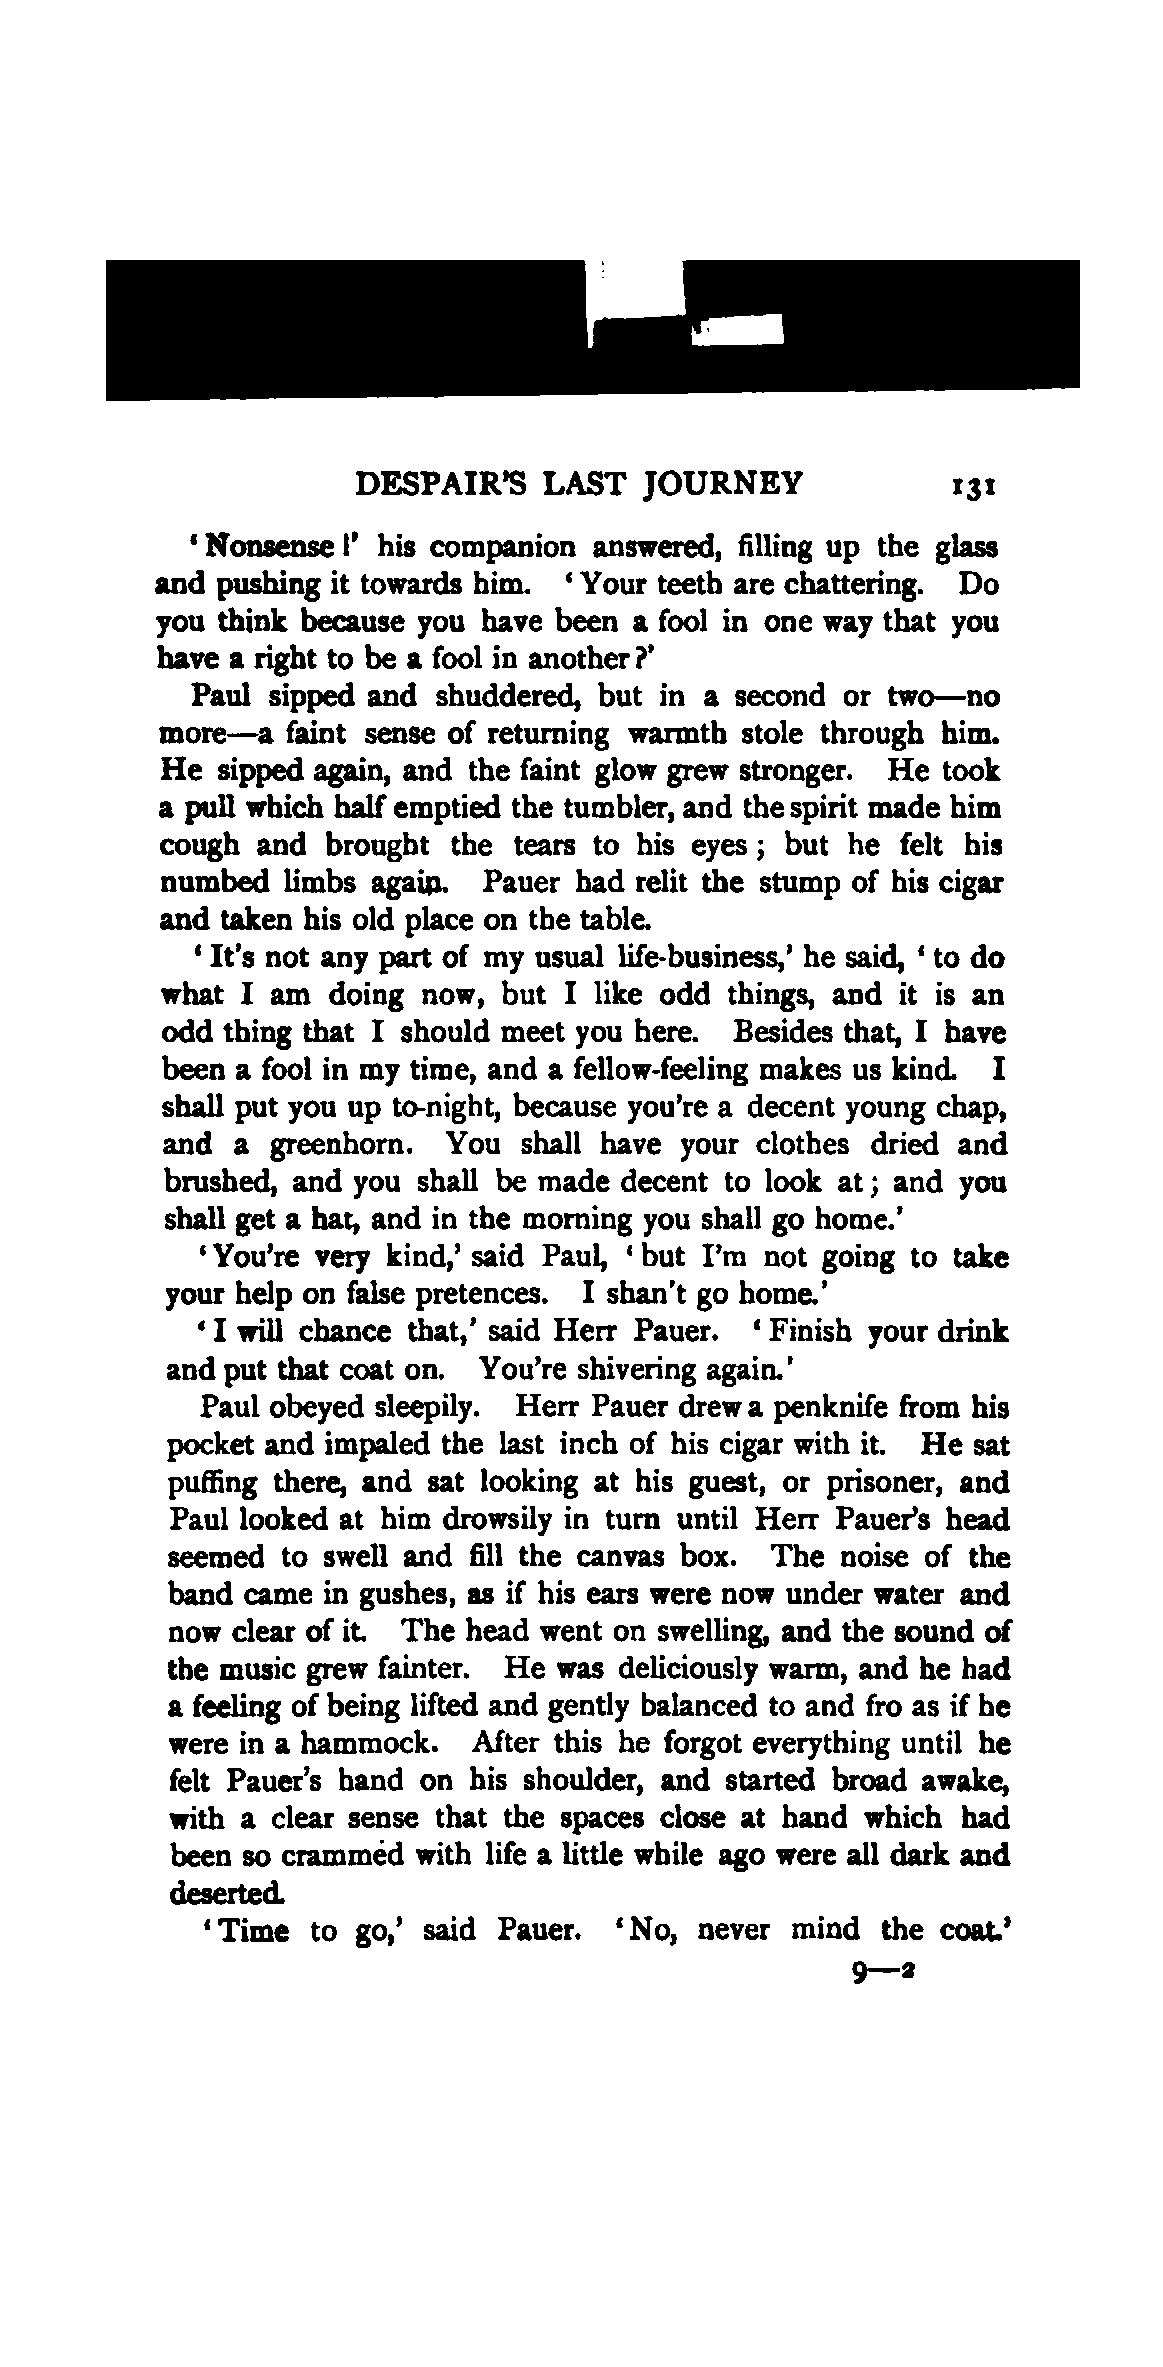 DESPAIR'S LAST JOURNEY 131
'Nonsense!' his companion answered, filling up the glass
and pushing it towards him. 'Your teeth are chattering. Do
you think because you have been a fool in one way that you
have a right to be a fool in another?'
Paul sipped and shuddered, but in a second or two—no
more—a faint sense of returning warmth stole through him.
He sipped again, and the faint glow grew stronger. He took
a pull which half emptied the tumbler, and the spirit made him
cough and brought the tears to his eyes; but he felt his
numbed limbs again. Pauer had relit the stump of his cigar
and taken his old place on the table.
'It's not any part of my usual life-business,' he said, 'to do
what I am doing now, but I like odd things, and it is an
odd thing that I should meet you here. Besides that, I have
been a fool in my time, and a fellow-feeling makes us kind. I
shall put you up to-night, because you're a decent young chap,
and a greenhorn. You shall have your clothes dried and
brushed, and you shall be made decent to look at; and you
shall get a hat, and in the morning you shall go home.'
'You're very kind,' said Paul, 'but I'm not going to take
your help on false pretences. I shan't go home.'
'I will chance that,' said Herr Pauer. 'Finish your drink
and put that coat on. You're shivering again.'
Paul obeyed sleepily. Herr Pauer drew a penknife from his
pocket and impaled the last inch of his cigar with it. He sat
puffing there, and sat looking at his guest, or prisoner, and
Paul looked at him drowsily in turn until Herr Pauer's head
seemed to swell and fill the canvas box. The noise of the
band came in gushes, as if his ears were now under water and
now clear of it. The head went on swelling, and the sound of
the music grew fainter. He was deliciously warm, and he had
a feeling of being lifted and gently balanced to and fro as if he
were in a hammock. After this he forgot everything until he
felt Pauer's hand on his shoulder, and started broad awake,
with a clear sense that the spaces close at hand which had
been so crammed with life a little while ago were all dark and
deserted.
'Time to go,' said Pauer. 'No, never mind the coat.'
9—2